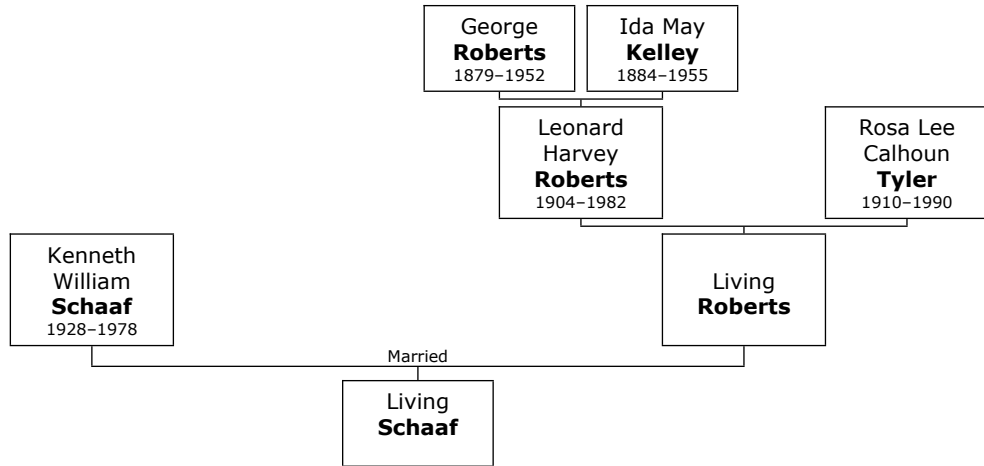 George
Roberts
1879–1952
Ida May
Kelley
1884–1955
Leonard
Harvey
Roberts
1904–1982
Rosa Lee
Calhoun
Tyler
1910–1990
Kenneth
William
Schaaf
1928–1978
Living
Roberts
Married
Living
Schaaf